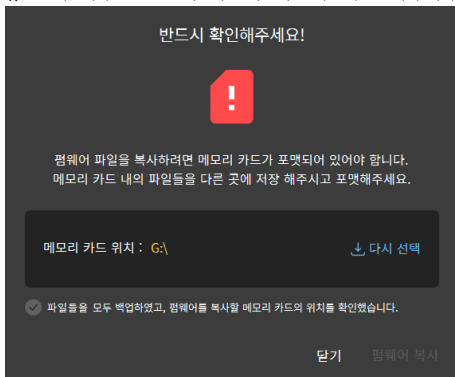 반드시 확인해주세요!
펌웨어 파일을 복사하려면 메모리 카드가 포맷되어 있어야 합니다.
메모리 카드 내의 파일들을 다른 곳에 저장 해주시고 포맷해주세요.
메모리 카드 위치 : G:\ 다시 선택
파일들을 모두 백업하였고, 펌웨어를 복사할 메모리 카드의 위치를 확인했습니다.
닫기 펌웨어 복사